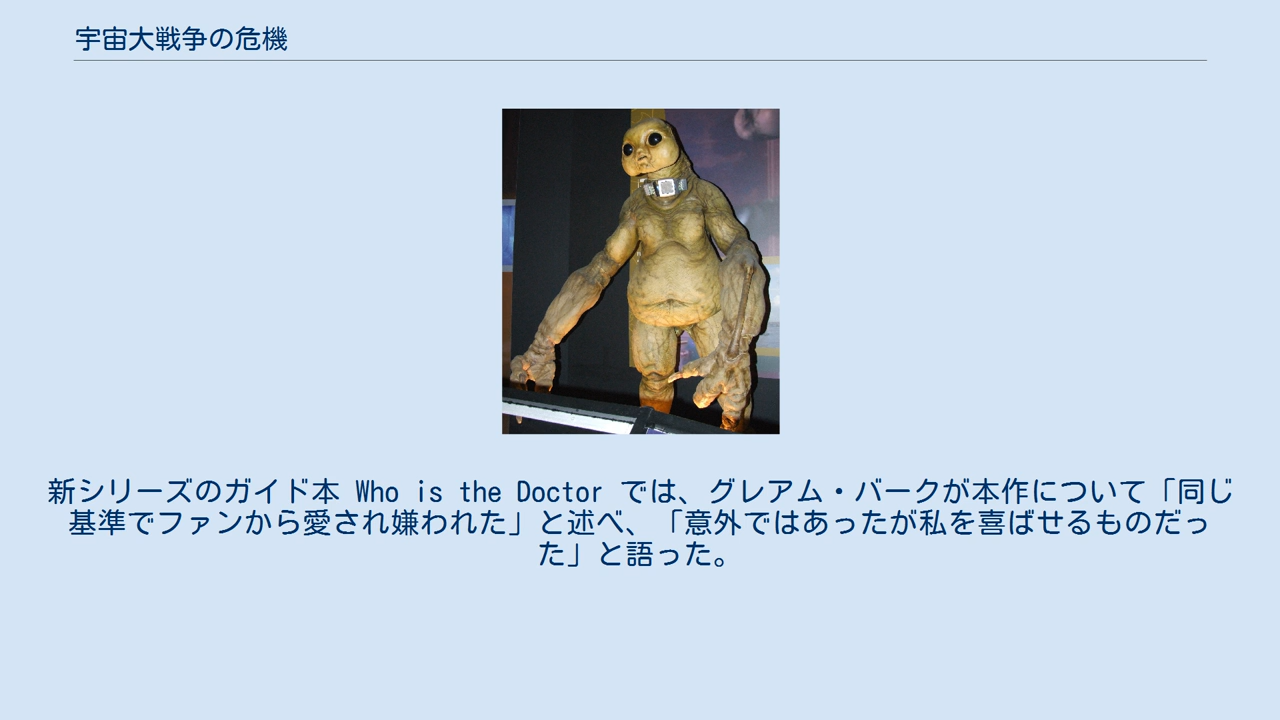 宇宙大戦争の危機
新シリーズのガイド本 Who is the Doctor では、グレアム・バークが本作について「同じ
基準でファンから愛され嫌われた」と述べ、「意外ではあったが私を喜ばせるものだっ
た」と語った。